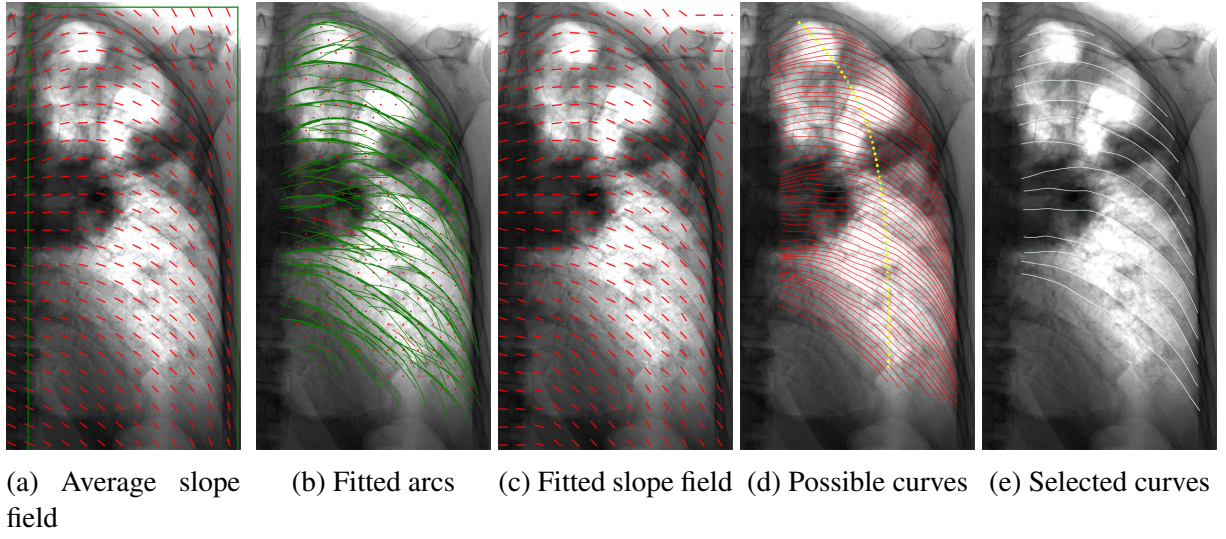 (a) Average slope
field
(b) Fitted arcs
(c) Fitted slope field
(d) Possible curves
(e) Selected curves